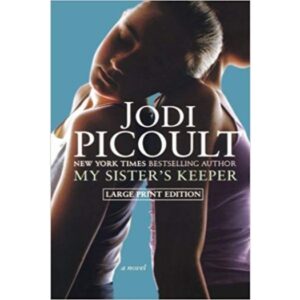 JODI
PICOULT
NEW YORK TIMES BESTSELLING AUTHOR
MY SISTER'S KEEPER
LARGE PRINT EDITION
a novel